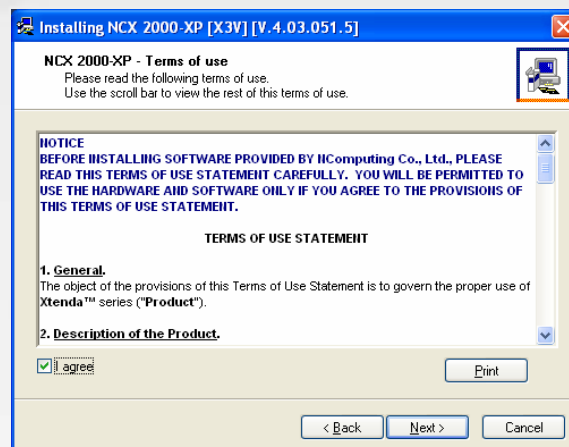 Installing NCX 2000-XP [X3V] [V.4.03.051.5]
NCX 2000-XP - Terms of use
Please read the following terms of use.
Use the scroll bar to view the rest of this terms of use.
NOTICE
BEFORE INSTALLING SOFTWARE PROVIDED BY NComputing Co., Ltd., PLEASE
READ THIS TERMS OF USE STATEMENT CAREFULLY.  YOU WILL BE PERMITTED TO
USE THE HARDWARE AND SOFTWARE ONLY IF YOU AGREE TO THE PROVISIONS OF
THIS TERMS OF USE STATEMENT.
TERMS OF USE STATEMENT
1. General.
The object of the provisions of this Terms of Use Statement is to govern the proper use of
Xtenda™ series ("Product").
2. Description of the Product.
I agree
Print
< Back
Next >
Cancel